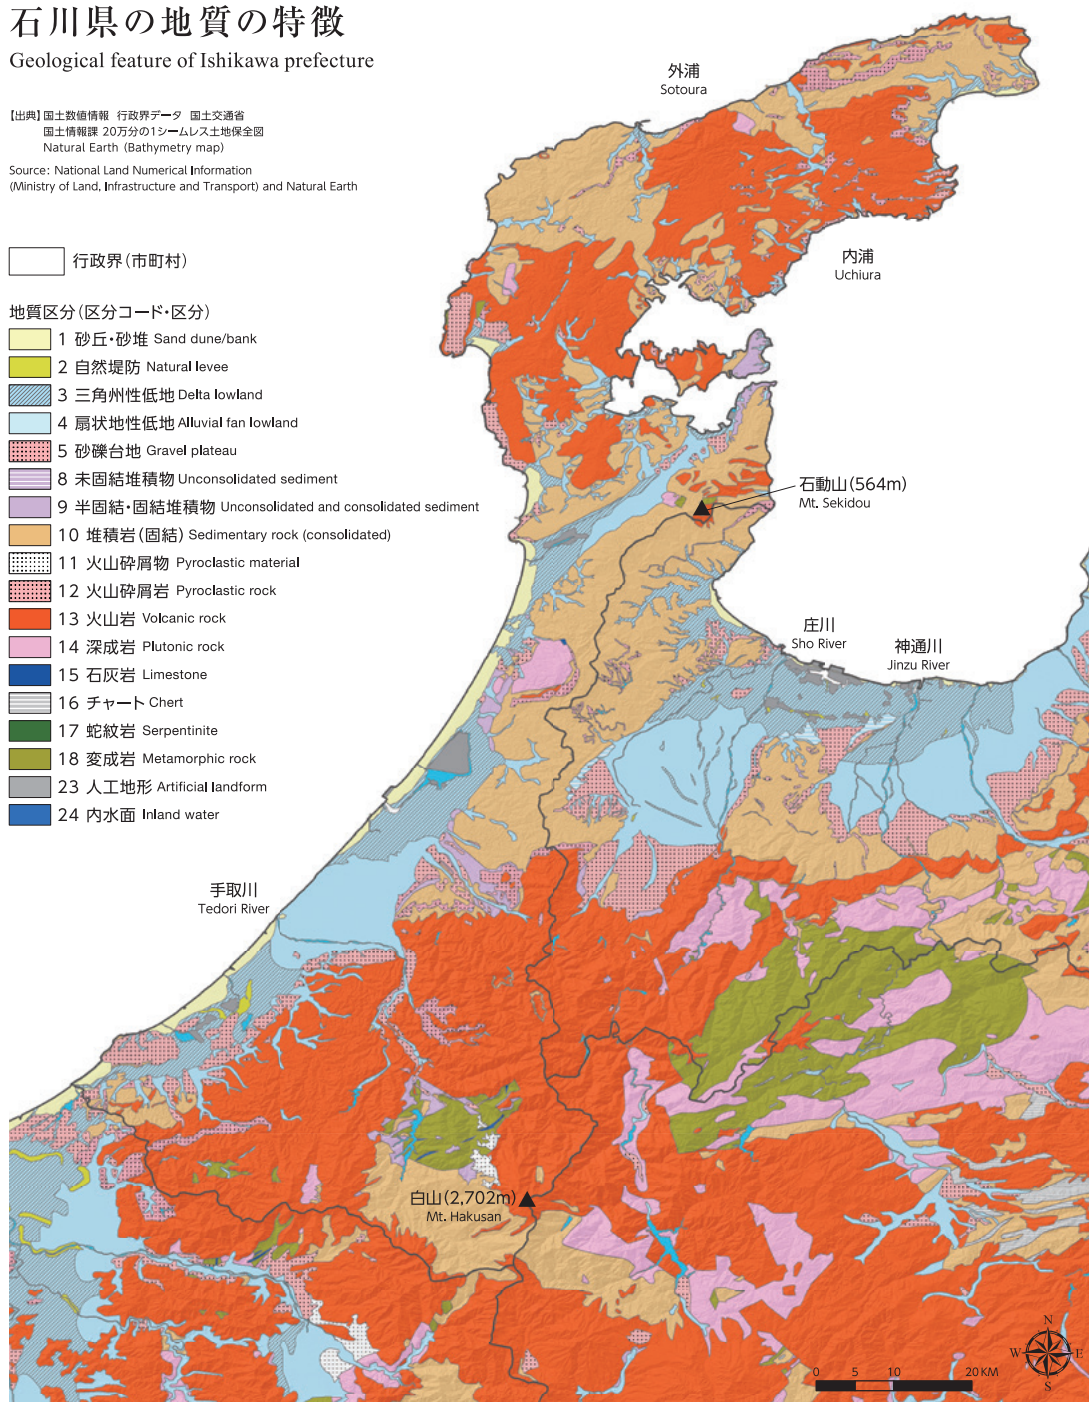 石川県の地質の特徴
Geological feature of Ishikawa prefecture
【出典】国土数値情報 行政界データ 国土交通省
国土情報課 20万分の1シームレス土地保全図
Natural Earth (Bathymetry map)
Source: National Land Numerical Information
(Ministry of Land, Infrastructure and Transport) and Natural Earth
行政界(市町村)
地質区分(区分コード・区分)
1 砂丘・砂堆 Sand dune/bank
2 自然堤防 Natural levee
3 三角州性低地 Delta lowland
4 扇状地性低地 Alluvial fan lowland
5 砂礫台地 Gravel plateau
8 未固結堆積物 Unconsolidated sediment
9 半固結・固結堆積物 Unconsolidated and consolidated sediment
10 堆積岩(固結) Sedimentary rock (consolidated)
11 火山砕屑物 Pyroclastic material
12 火山砕屑岩 Pyroclastic rock
13 火山岩 Volcanic rock
14 深成岩 Plutonic rock
15 石灰岩 Limestone
16 チャート Chert
17 蛇紋岩 Serpentinite
18 変成岩 Metamorphic rock
23 人工地形 Artificial landform
24 内水面 Inland water
外浦
Sotoura
内浦
Uchiura
石動山(564m)
Mt. Sekidou
庄川
Sho River
神通川
Jinzu River
手取川
Tedori River
白山(2,702m)
Mt. Hakusan
N
W E
S
0 5 10 20 KM